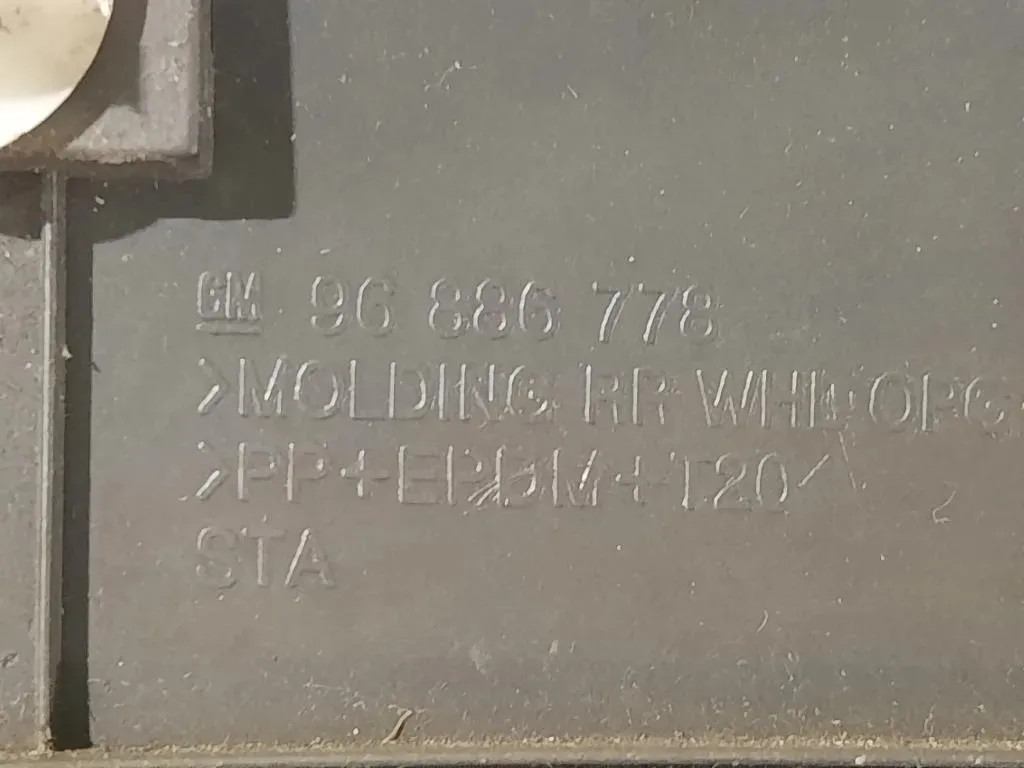 GM 96 886 778
>MOLDING RR WHL OPG
>PP+EPDM+T20<
STA